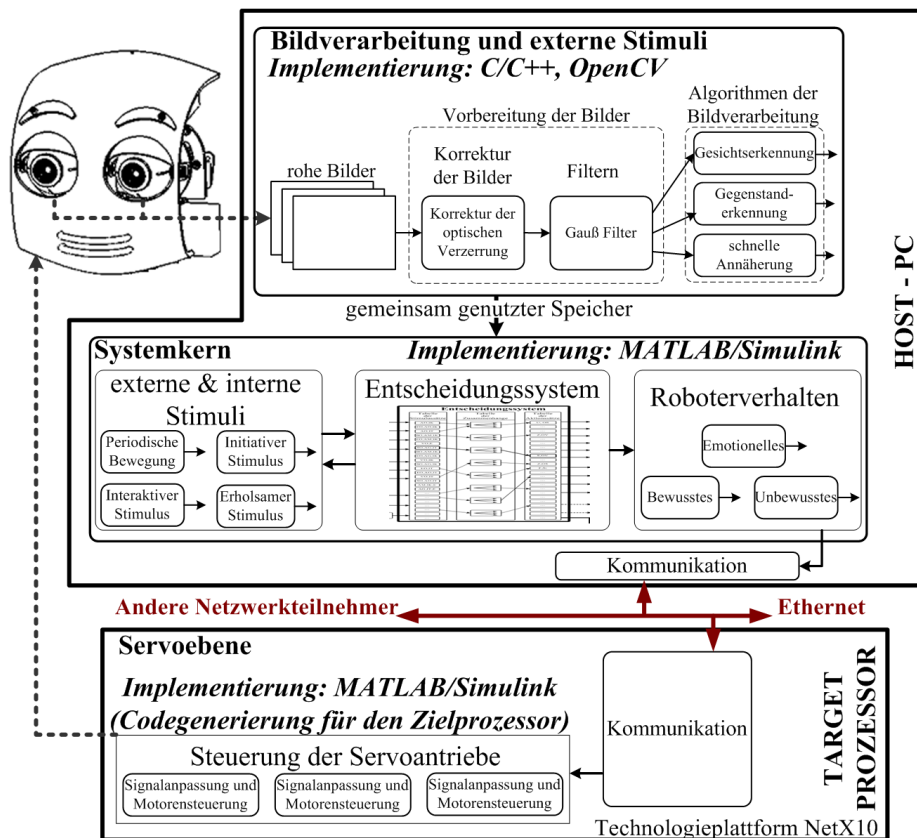 Bildverarbeitung und externe Stimuli
Implementierung: C/C++, OpenCV
Vorbereitung der Bilder
Algorithmen der
Bildverarbeitung
rohe Bilder
Korrektur
der Bilder
Filtern
Korrektur der
optischen
Verzerrung
Gauß Filter
Gesichtserkennung
Gegenstand-
erkennung
schnelle
Annäherung
HOST - PC
gemeinsam genutzter Speicher
Systemkern
Implementierung: MATLAB/Simulink
externe & interne
Stimuli
Periodische
Bewegung
Initiativer
Stimulus
Interaktiver
Stimulus
Erholsamer
Stimulus
Entscheidungssystem
Entscheidungssystem
Roboterverhalten
Emotionelles
Bewusstes
Unbewusstes
Kommunikation
Andere Netzwerkteilnehmer
Ethernet
Servoebene
Implementierung: MATLAB/Simulink
(Codegenerierung für den Zielprozessor)
Steuerung der Servoantriebe
Signalanpassung und
Motorensteuerung
Signalanpassung und
Motorensteuerung
Signalanpassung und
Motorensteuerung
Kommunikation
TARGET
PROZESSOR
Technologieplattform NetX10